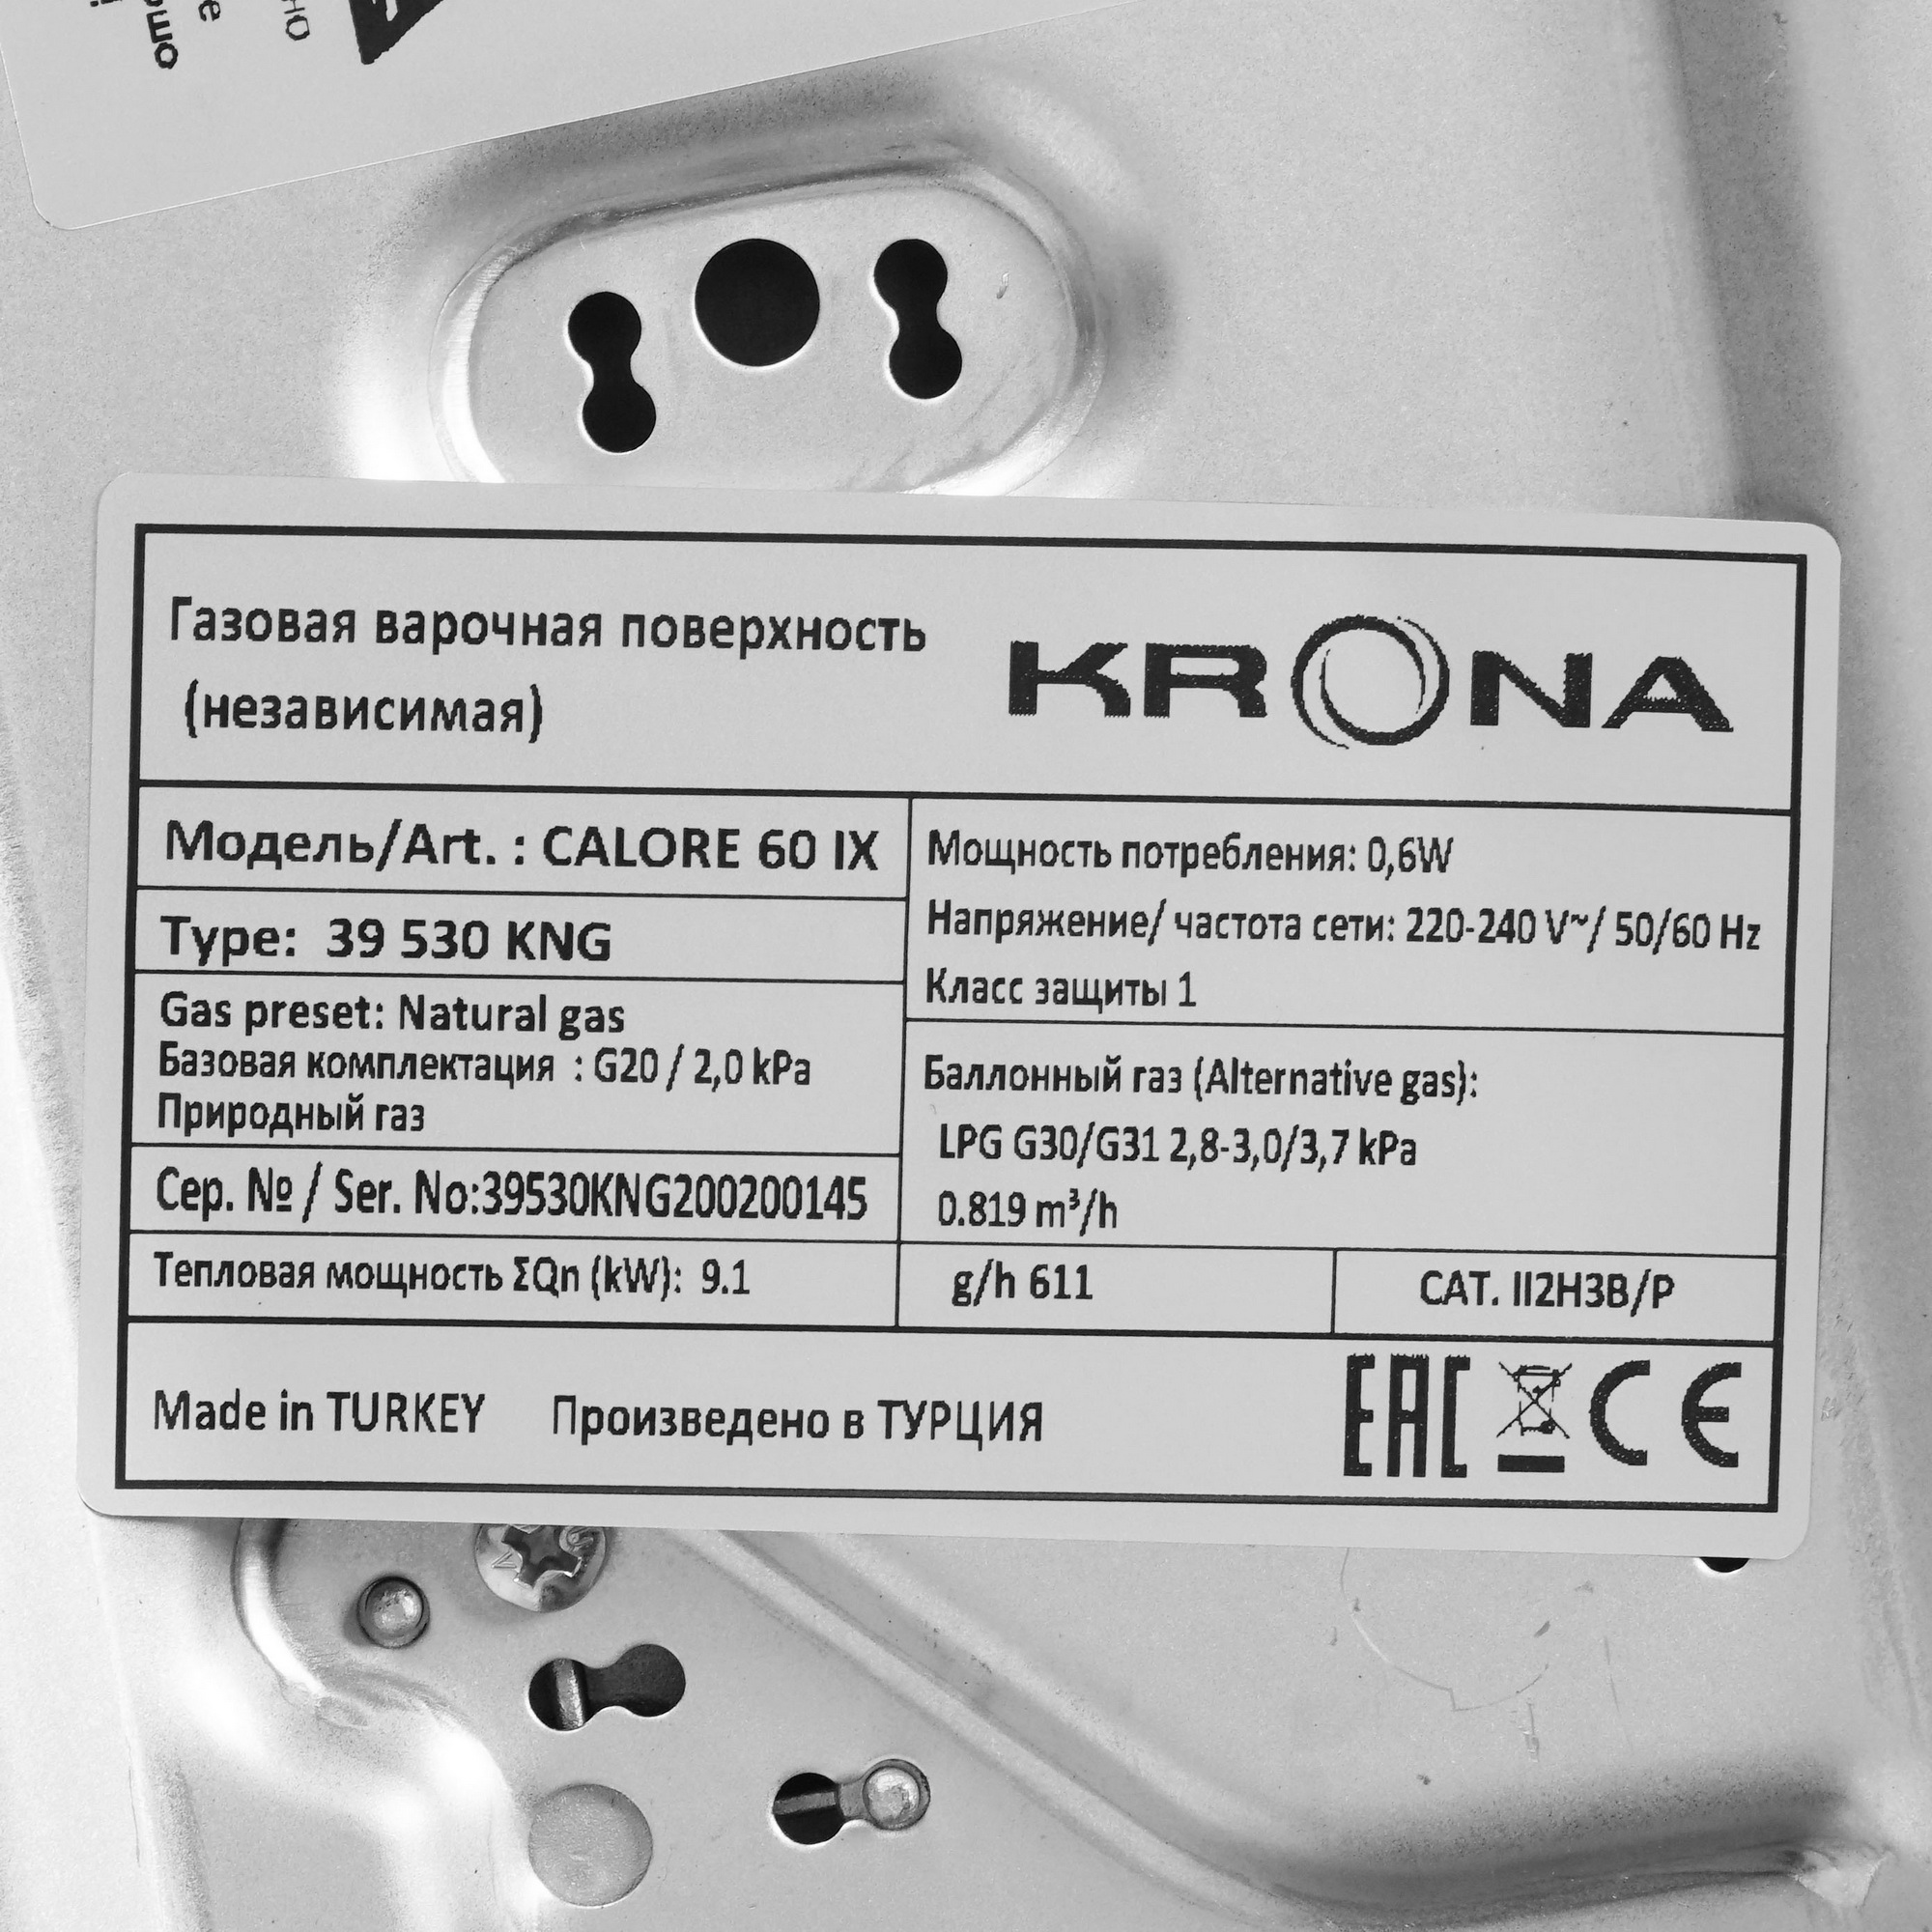 Газовая варочная поверхность
(независимая)
KRONA
Модель/Art. : CALORE 60 IX
Type: 39 530 KNG
Gas preset: Natural gas
Базовая комплектация : G20 / 2,0 kPa
Природный газ
Сер. № / Ser. No:39530KNG200200145
Тепловая мощность ΣQn (kW): 9.1
Мощность потребления: 0,6W
Напряжение/ частота сети: 220-240 V~/ 50/60 Hz
Класс защиты 1
Баллонный газ (Alternative gas):
LPG G30/G31 2,8-3,0/3,7 kPa
0.819 m³/h
g/h 611
CAT. II2H3B/P
Made in TURKEY Произведено в ТУРЦИЯ
EAC CE